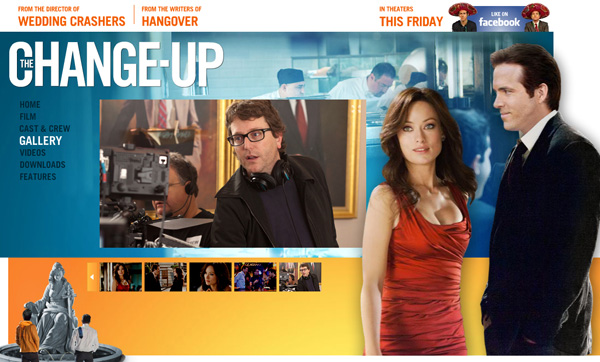 FROM THE DIRECTOR OF
WEDDING CRASHERS
FROM THE WRITERS OF
HANGOVER
IN THEATERS
THIS FRIDAY
LIKE ON
facebook
THE CHANGE-UP
HOME
FILM
CAST & CREW
GALLERY
VIDEOS
DOWNLOADS
FEATURES